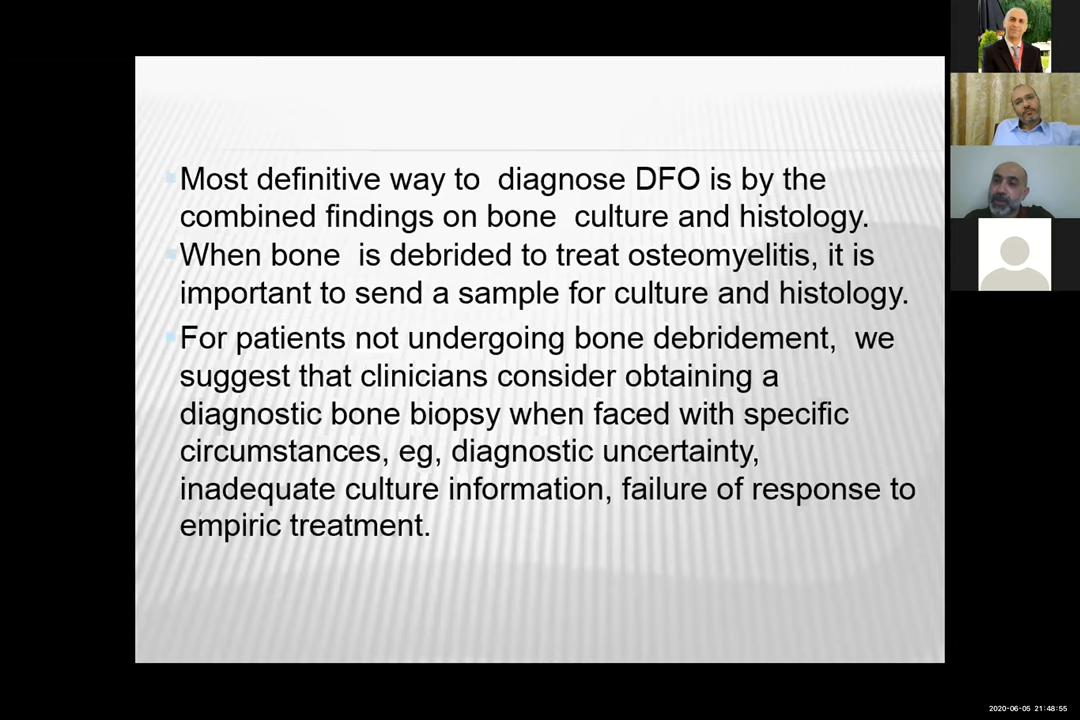 Most definitive way to diagnose DFO is by the
combined findings on bone culture and histology.
When bone is debrided to treat osteomyelitis, it is
important to send a sample for culture and histology.
For patients not undergoing bone debridement, we
suggest that clinicians consider obtaining a
diagnostic bone biopsy when faced with specific
circumstances, eg, diagnostic uncertainty,
inadequate culture information, failure of response to
empiric treatment.
2020-06-05 21:48:55